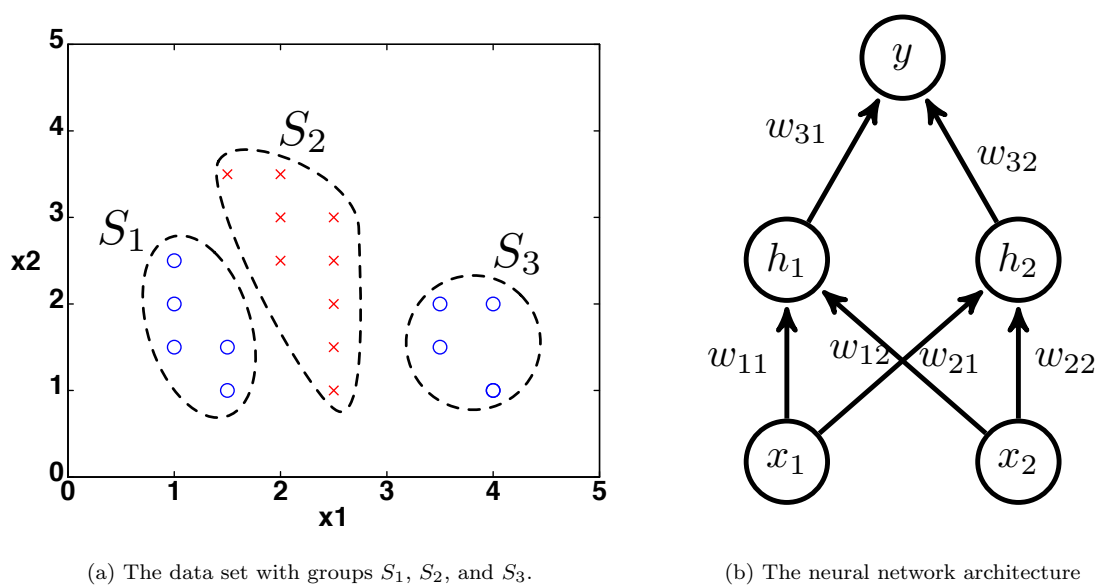 5
4
3
2
1
0
x2
0 1 2 3 4 5
x1
S1
S2
S3
(a) The data set with groups S1, S2, and S3.
y
w31
w32
h1
h2
w11
w12
w21
w22
x1
x2
(b) The neural network architecture